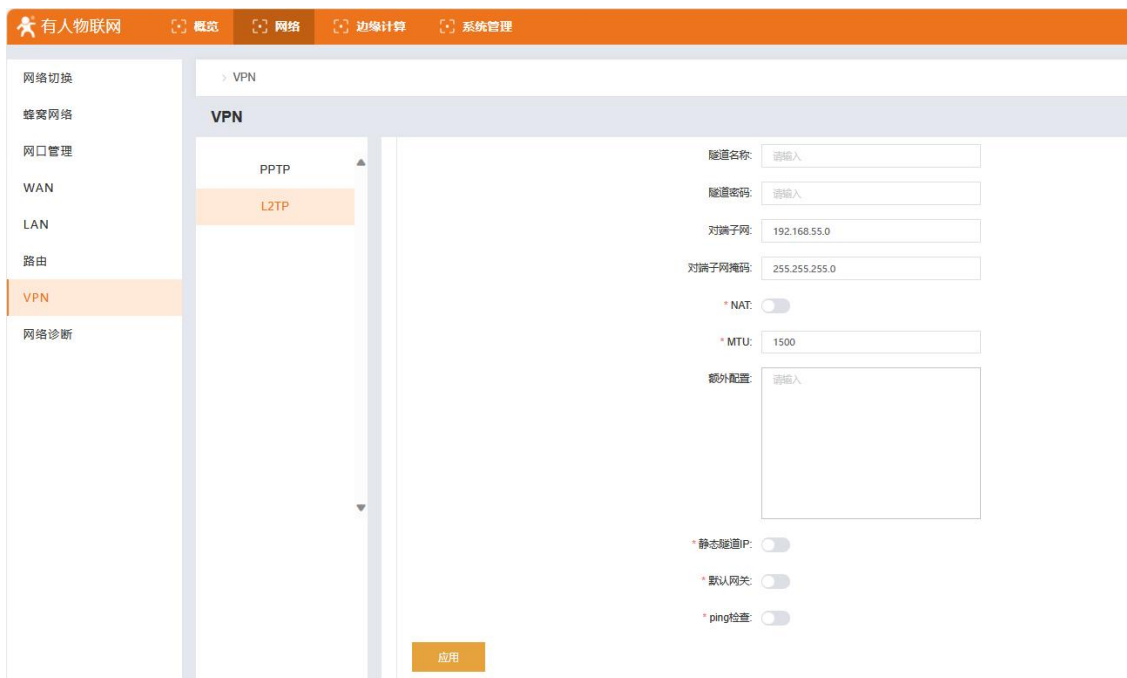 有人物联网 概览 网络 边缘计算 系统管理
网络切换
蜂窝网络
网口管理
WAN
LAN
路由
VPN
网络诊断
> VPN
VPN
PPTP
L2TP
隧道名称: 请输入
隧道密码: 请输入
对端子网: 192.168.55.0
对端子网掩码: 255.255.255.0
* NAT:
* MTU: 1500
额外配置: 请输入
* 静态隧道IP:
* 默认网关:
* ping检查:
应用